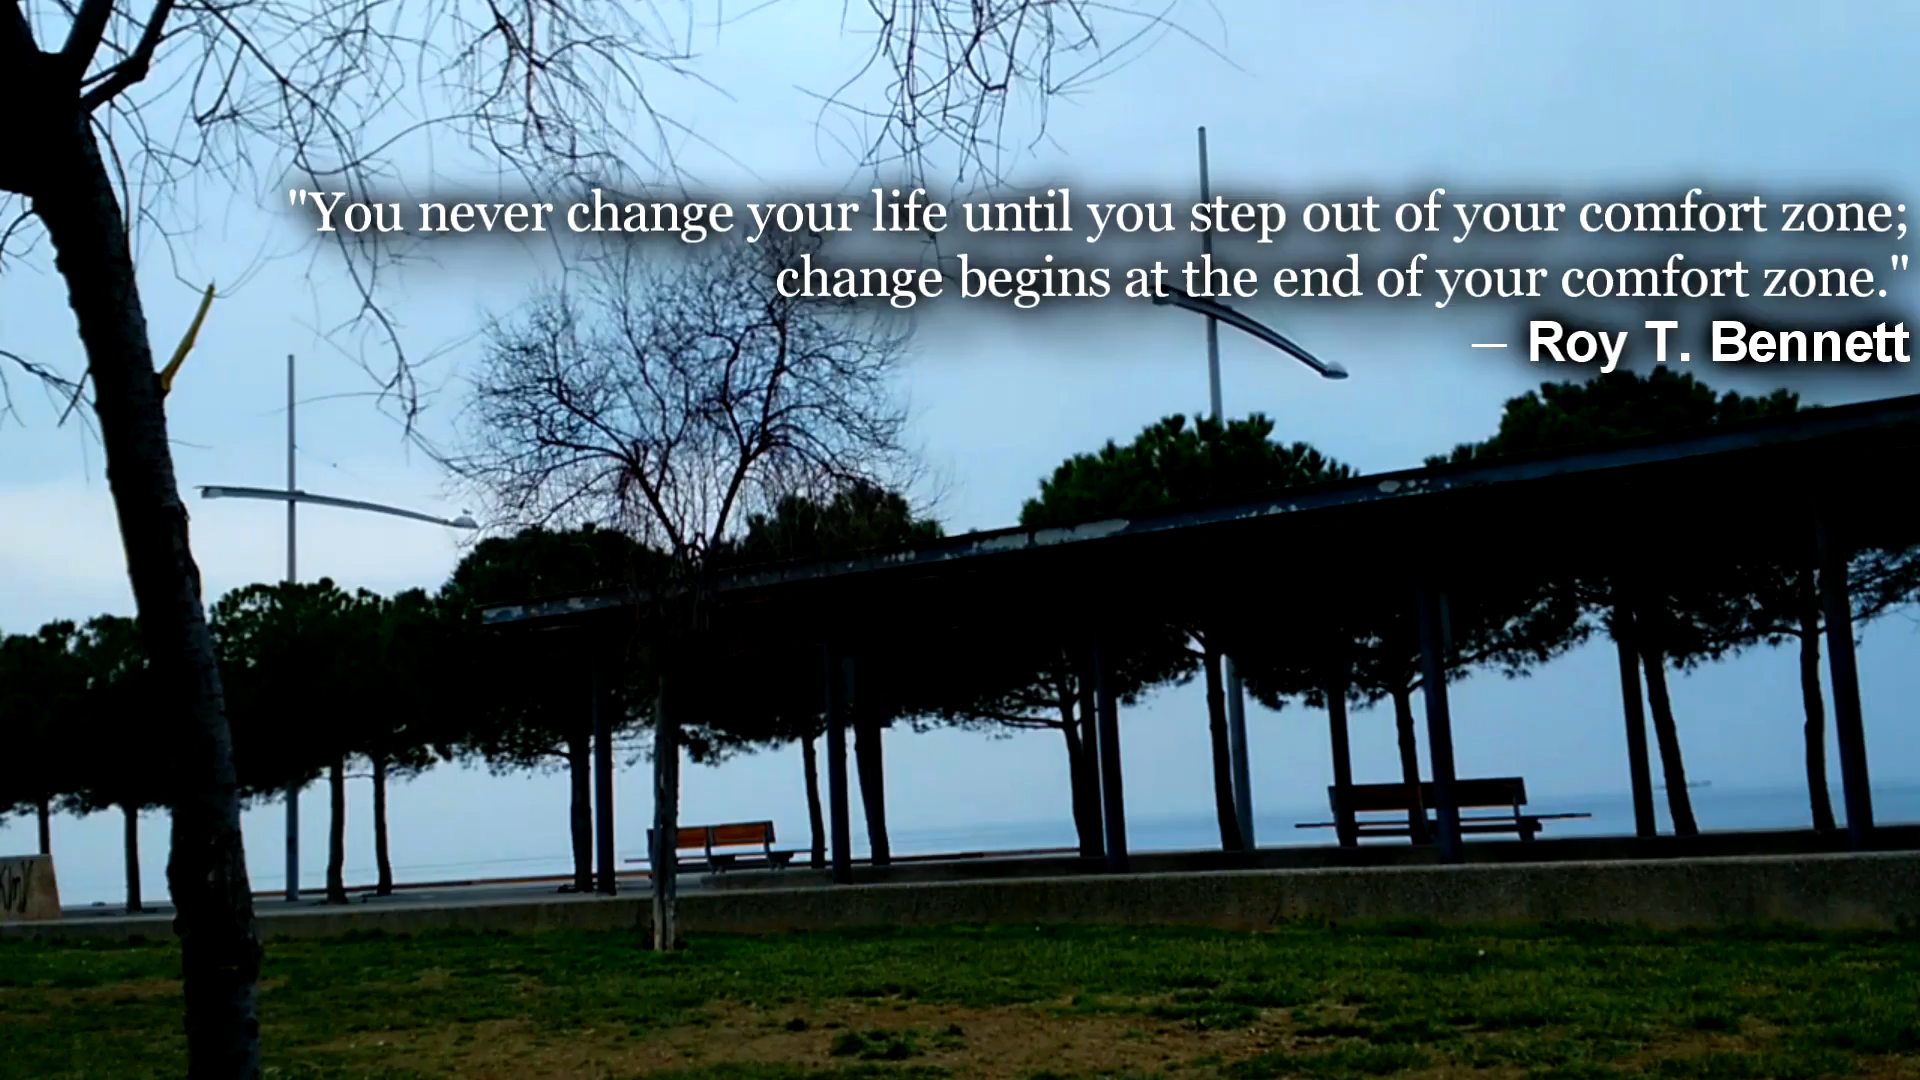 "You never change your life until you step out of your comfort zone;
change begins at the end of your comfort zone."
— Roy T. Bennett